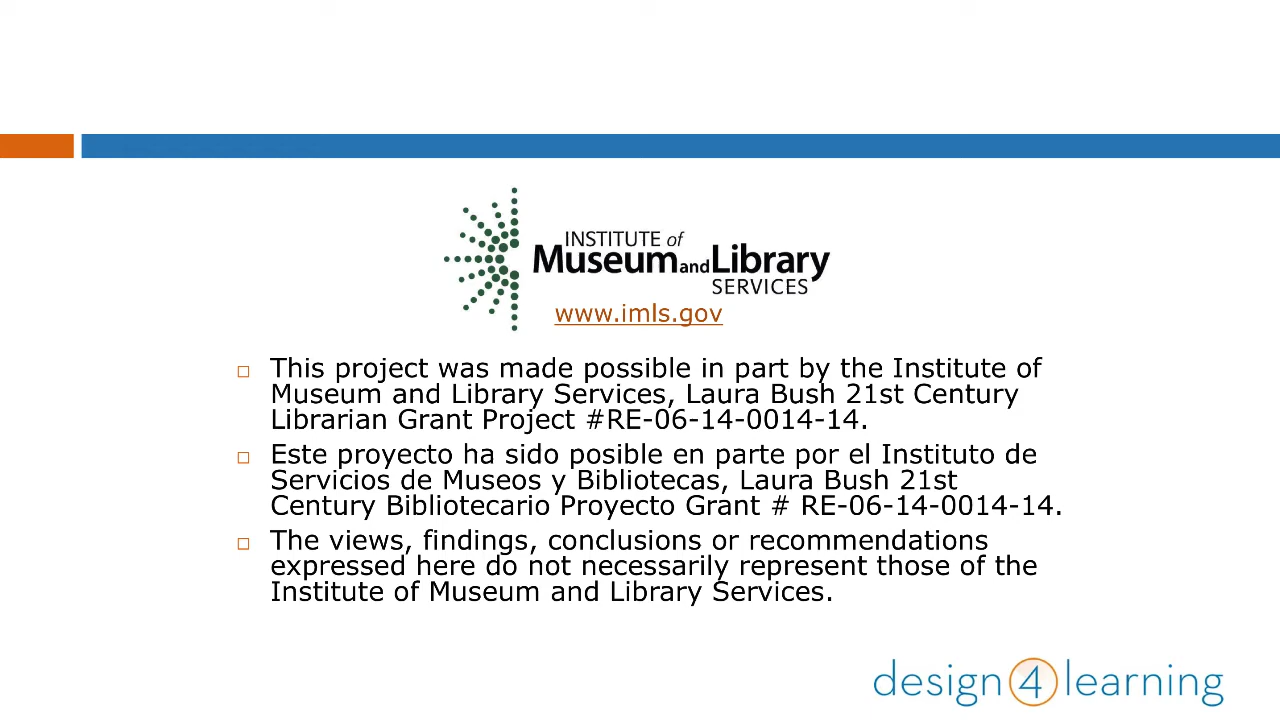 INSTITUTE of
Museum and Library
SERVICES
www.imls.gov
This project was made possible in part by the Institute of
Museum and Library Services, Laura Bush 21st Century
Librarian Grant Project #RE-06-14-0014-14.
Este proyecto ha sido posible en parte por el Instituto de
Servicios de Museos y Bibliotecas, Laura Bush 21st
Century Bibliotecario Proyecto Grant # RE-06-14-0014-14.
The views, findings, conclusions or recommendations
expressed here do not necessarily represent those of the
Institute of Museum and Library Services.
design 4 learning